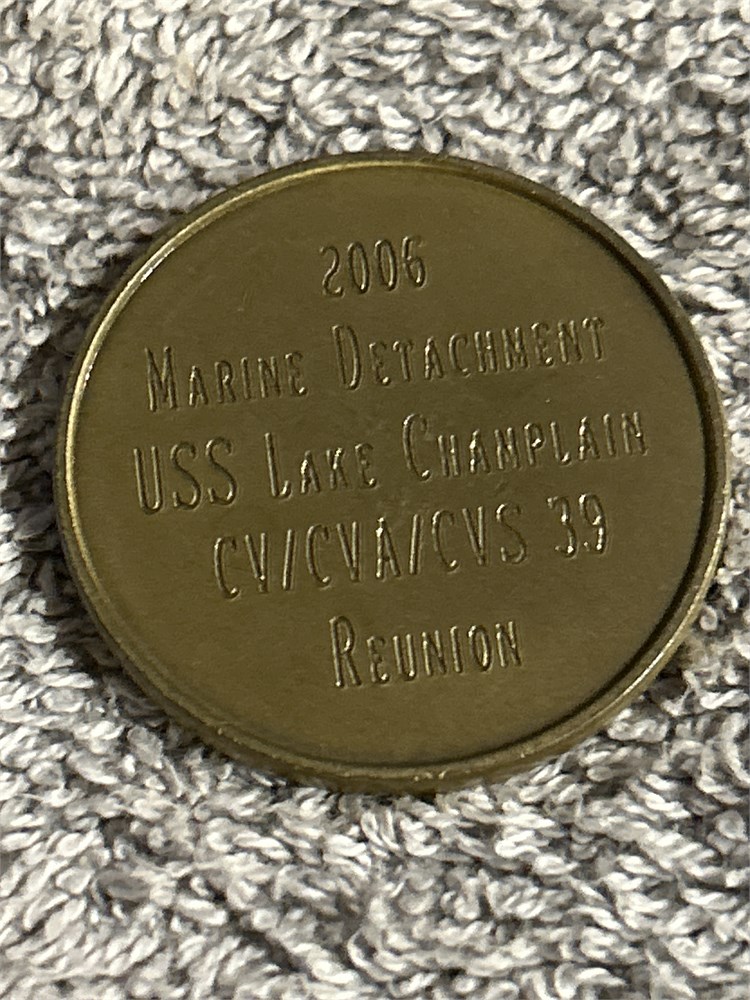 2006
Marine Detachment
USS Lake Champlain
CV/CVA/CVS 39
Reunion